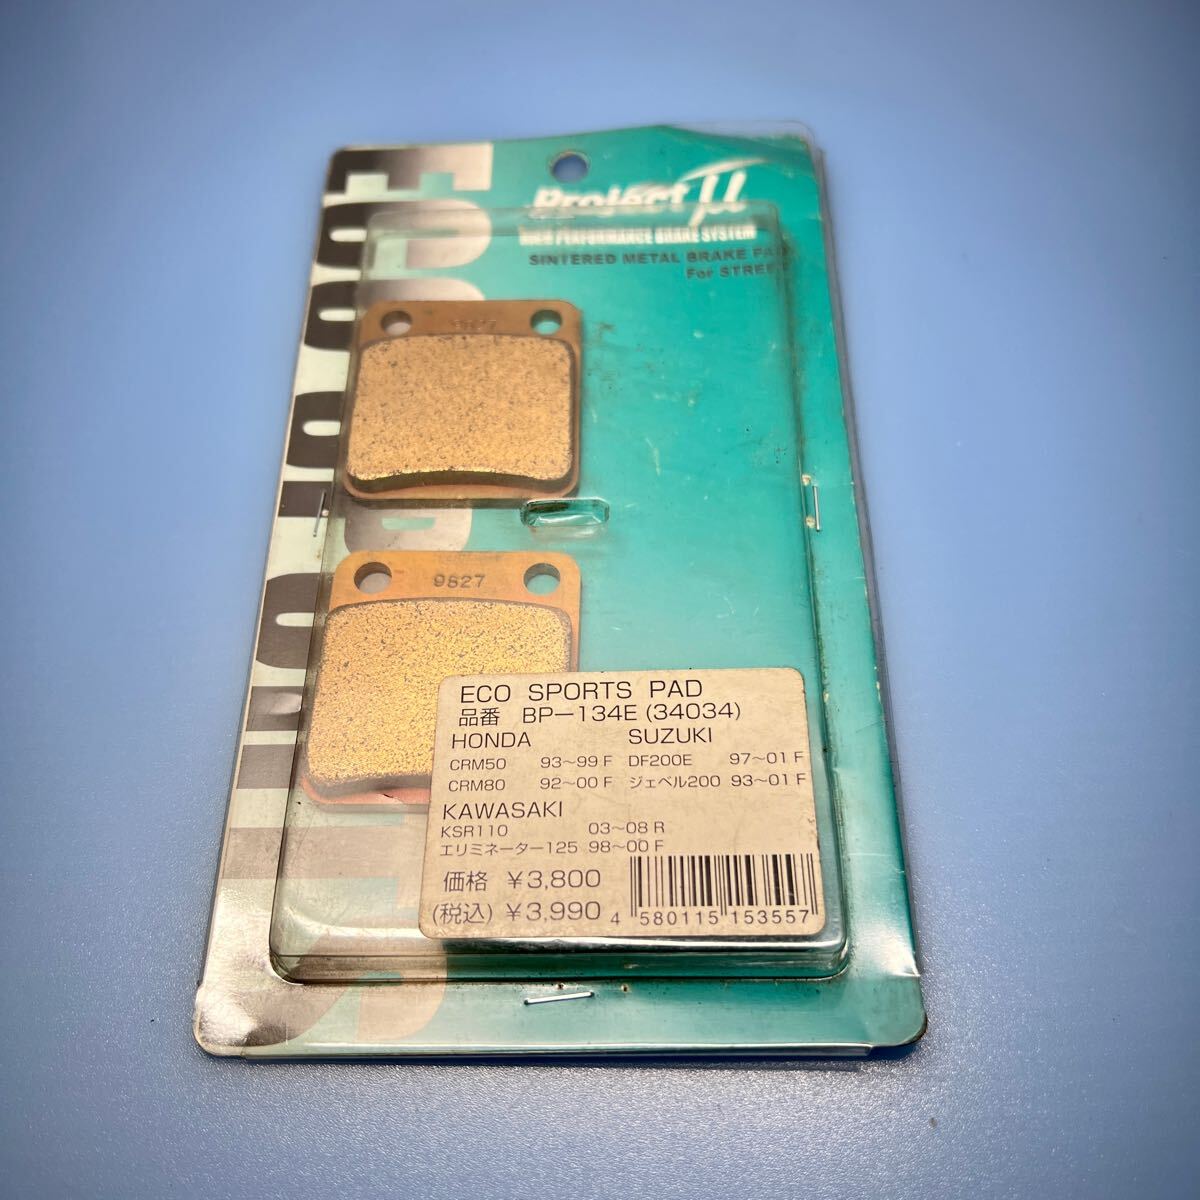 Project μ
HIGH PERFORMANCE BRAKE SYSTEM
SINTERED METAL BRAKE PAD
For STREET
9827
9827
ECO SPORTS PAD
品番 BP-134E (34034)
HONDA SUZUKI
CRM50 93~99 F DF200E 97~01 F
CRM80 92~00 F ジェベル200 93~01 F
KAWASAKI
KSR110 03~08 R
エリミネーター125 98~00 F
価格 ¥3,800
(税込) ¥3,990
4 580115 153557